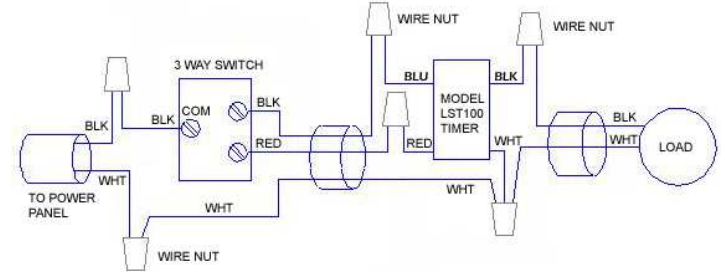 WIRE NUT
WIRE NUT
3 WAY SWITCH
BLU
BLK
COM
BLK
MODEL
LST100
TIMER
BLK
BLK
BLK
RED
RED
WHT
WHT
LOAD
WHT
WHT
TO POWER
PANEL
WHT
WIRE NUT